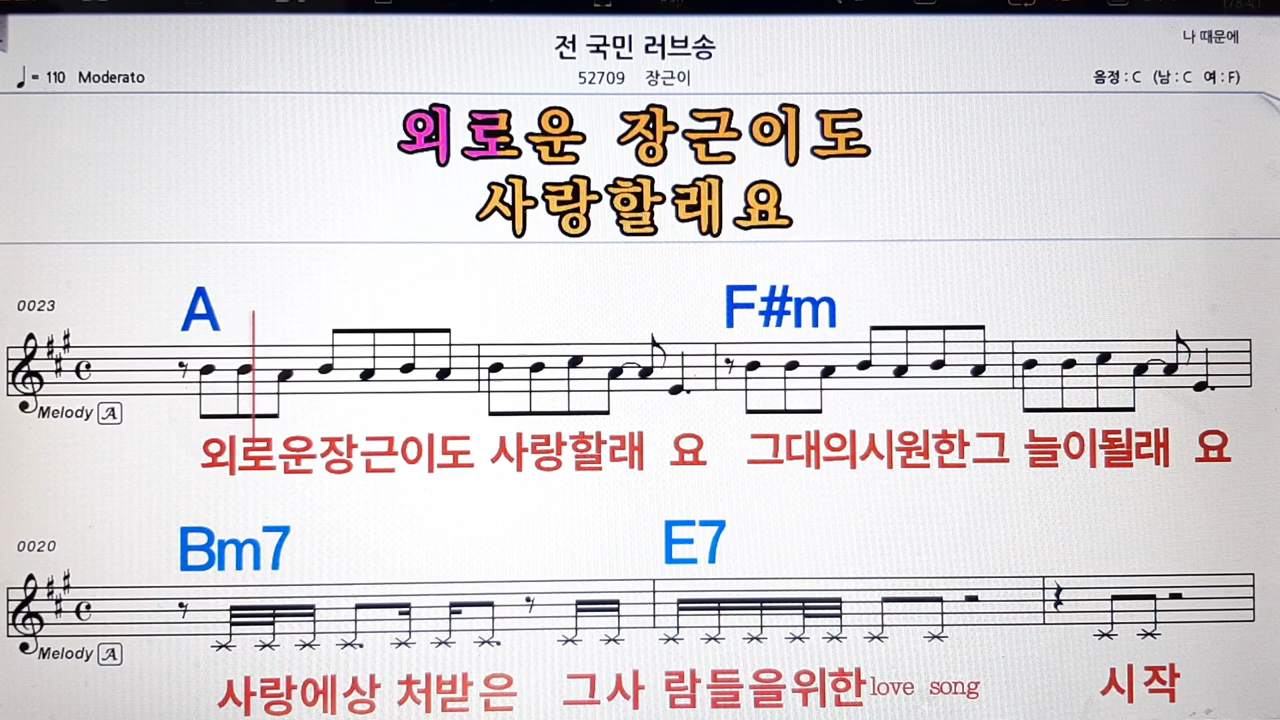 전 국민 러브송
나 때문에
♩= 110 Moderato
52709 장근이
음정 : C (남 : C 여 : F)
외로운 장근이도
사랑할래요
0023
A F#m
Melody A
외로운장근이도 사랑할래 요 그대의시원한그 늘이될래 요
0020
Bm7 E7
Melody A
사랑에상 처받은 그사 람들을위한love song 시작